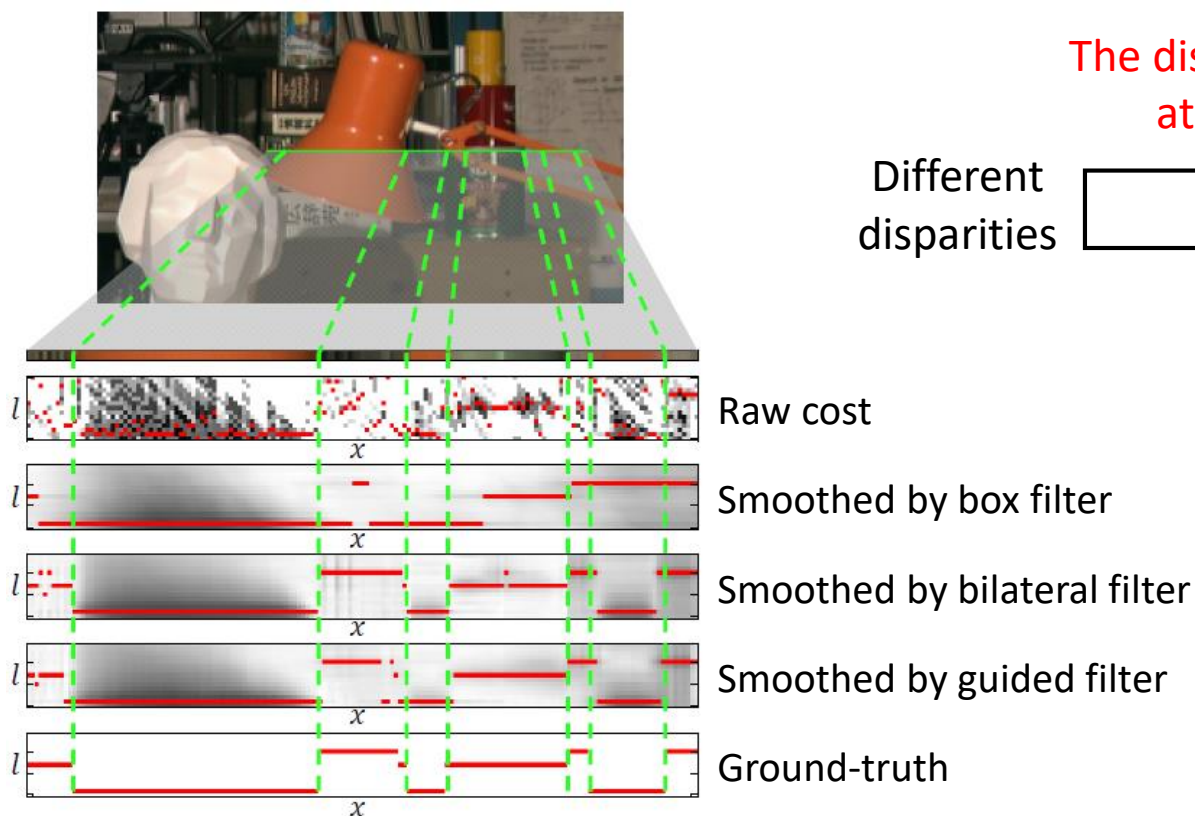 The dis
at
Different
disparities
l
x
Raw cost
l
x
Smoothed by box filter
l
x
Smoothed by bilateral filter
l
x
Smoothed by guided filter
l
x
Ground-truth